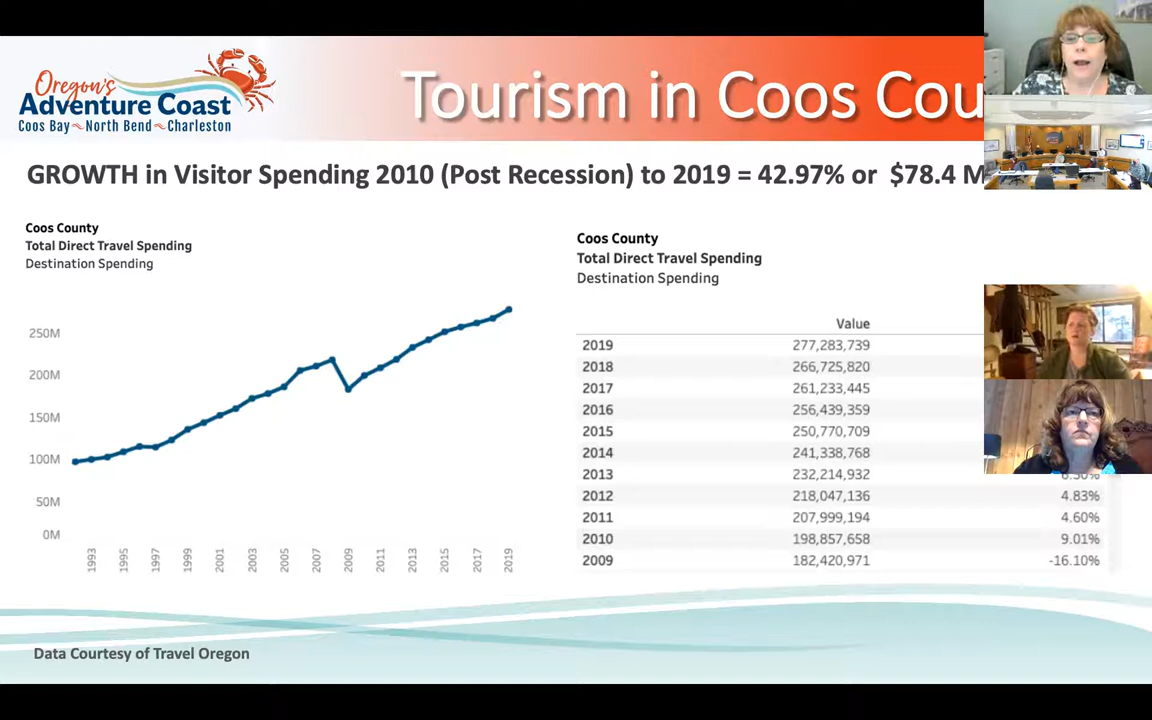 Oregon's
Adventure Coast
Coos Bay ~ North Bend ~ Charleston
Tourism in Coos Cou
GROWTH in Visitor Spending 2010 (Post Recession) to 2019 = 42.97% or $78.4 M
Coos County
Total Direct Travel Spending
Destination Spending
250M
200M
150M
100M
50M
0M
1993 1995 1997 1999 2001 2003 2005 2007 2009 2011 2013 2015 2017 2019
Coos County
Total Direct Travel Spending
Destination Spending
Value
2019 277,283,739
2018 266,725,820
2017 261,233,445
2016 256,439,359
2015 250,770,709
2014 241,338,768
2013 232,214,932 6.50%
2012 218,047,136 4.83%
2011 207,999,194 4.60%
2010 198,857,658 9.01%
2009 182,420,971 -16.10%
Data Courtesy of Travel Oregon